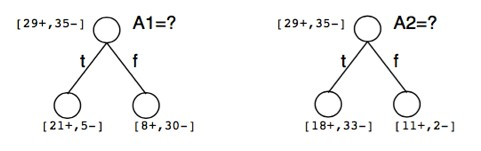 [29+,35-] A1=? [29+,35-] A2=?
t f t f
[21+,5-] [8+,30-] [18+,33-] [11+,2-]